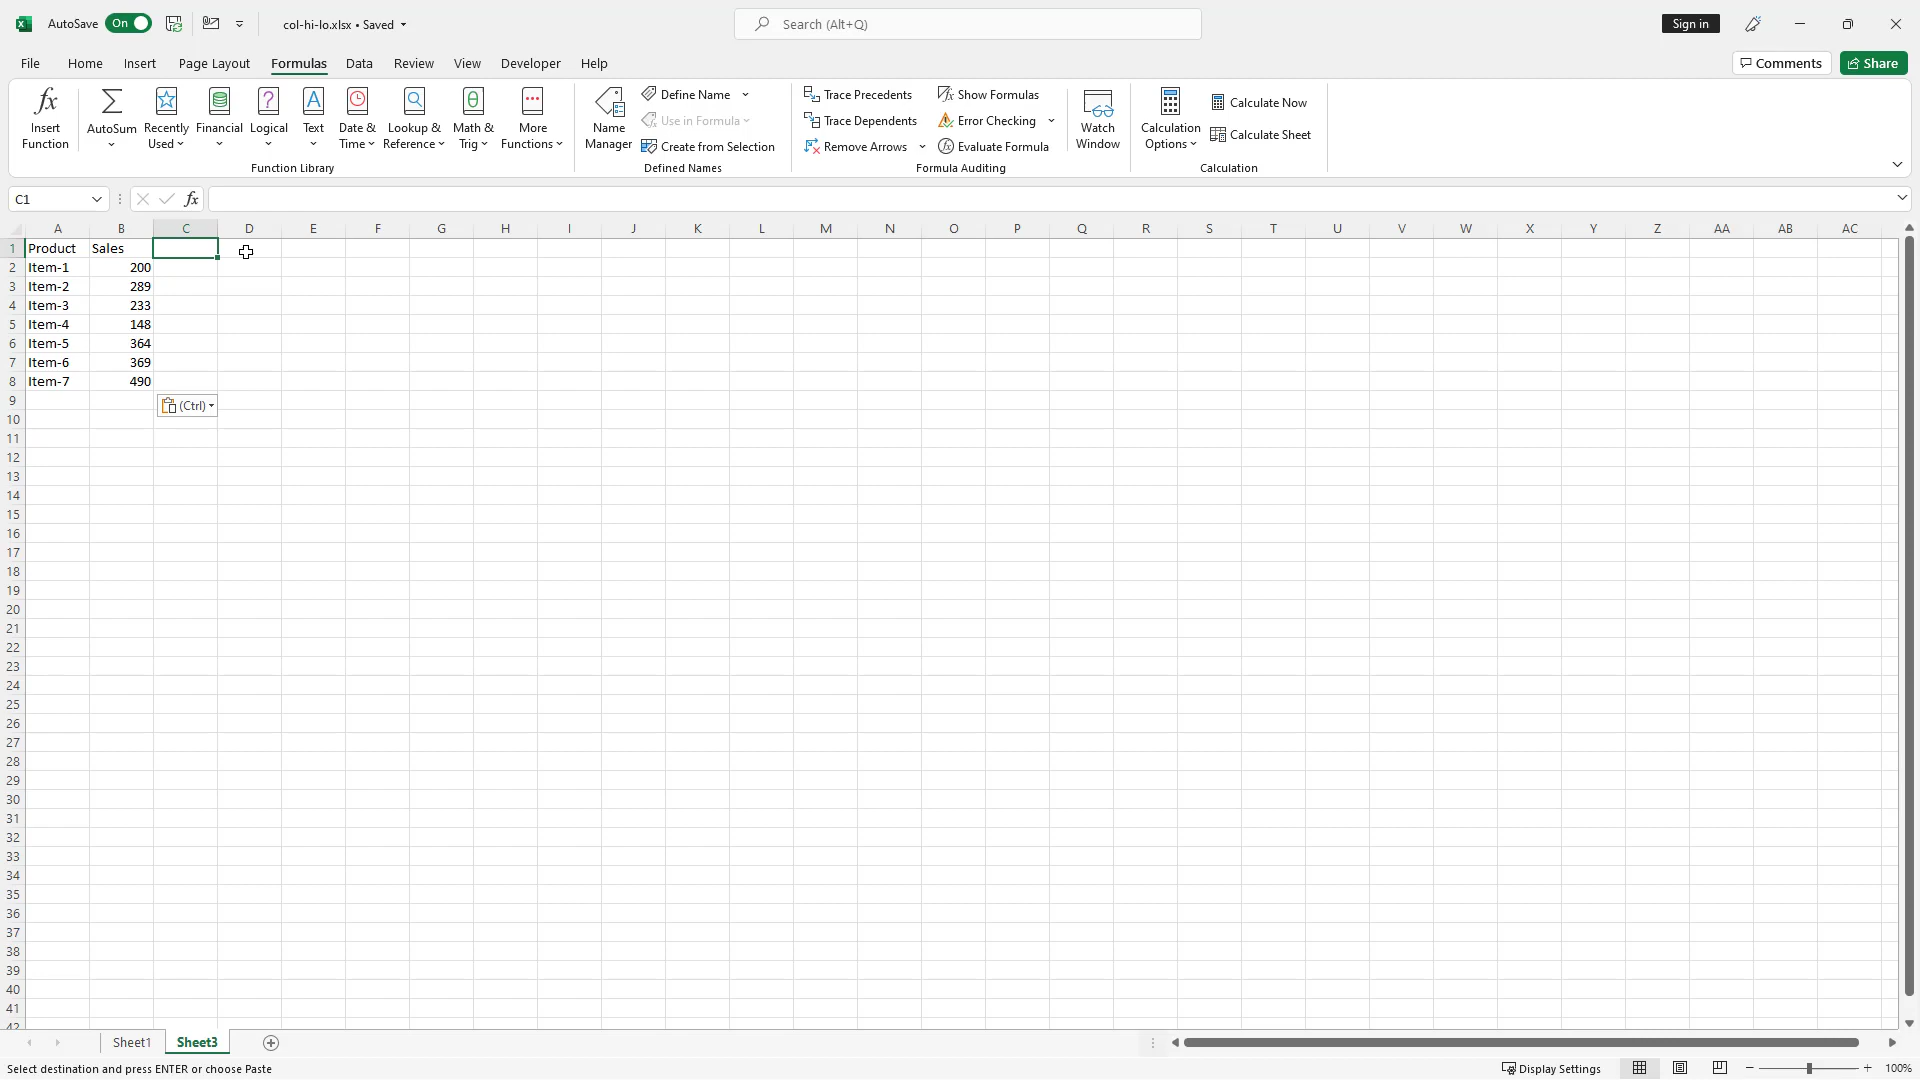 AutoSave On col-hi-lo.xlsx • Saved Search (Alt+Q) Sign in
File Home Insert Page Layout Formulas Data Review View Developer Help Comments Share
Insert Function
AutoSum
Recently Used
Financial
Logical
Text
Date & Time
Lookup & Reference
Math & Trig
More Functions
Function Library
Name Manager
Define Name
Use in Formula
Create from Selection
Defined Names
Trace Precedents
Trace Dependents
Remove Arrows
Show Formulas
Error Checking
Evaluate Formula
Formula Auditing
Watch Window
Calculation Options
Calculate Now
Calculate Sheet
Calculation
C1 fx
A B C D E F G H I J K L M N O P Q R S T U V W X Y Z AA AB AC
1 Product Sales
2 Item-1 200
3 Item-2 289
4 Item-3 233
5 Item-4 148
6 Item-5 364
7 Item-6 369
8 Item-7 490
9 (Ctrl)
10
11
12
13
14
15
16
17
18
19
20
21
22
23
24
25
26
27
28
29
30
31
32
33
34
35
36
37
38
39
40
41
42
Sheet1 Sheet3
Select destination and press ENTER or choose Paste Display Settings 100%